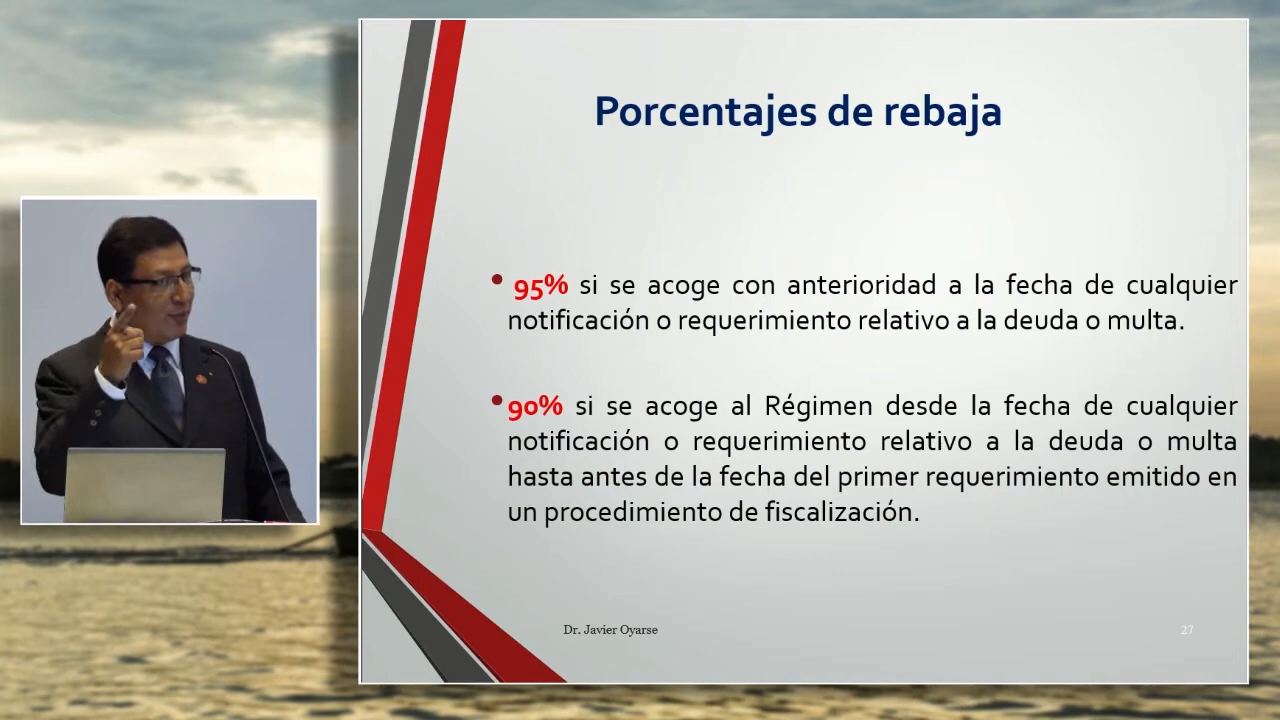 Porcentajes de rebaja
• 95% si se acoge con anterioridad a la fecha de cualquier
notificación o requerimiento relativo a la deuda o multa.
• 90% si se acoge al Régimen desde la fecha de cualquier
notificación o requerimiento relativo a la deuda o multa
hasta antes de la fecha del primer requerimiento emitido en
un procedimiento de fiscalización.
Dr. Javier Oyarse
27